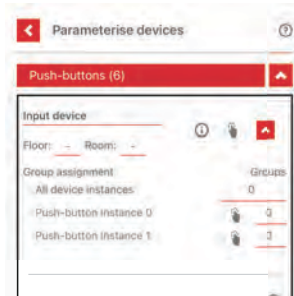 Parameterise devices
Push-buttons (6)
Input device
Floor: - Room: -
Group assignment Groups
All device instances 0
Push-button instance 0 0
Push-button instance 1 0